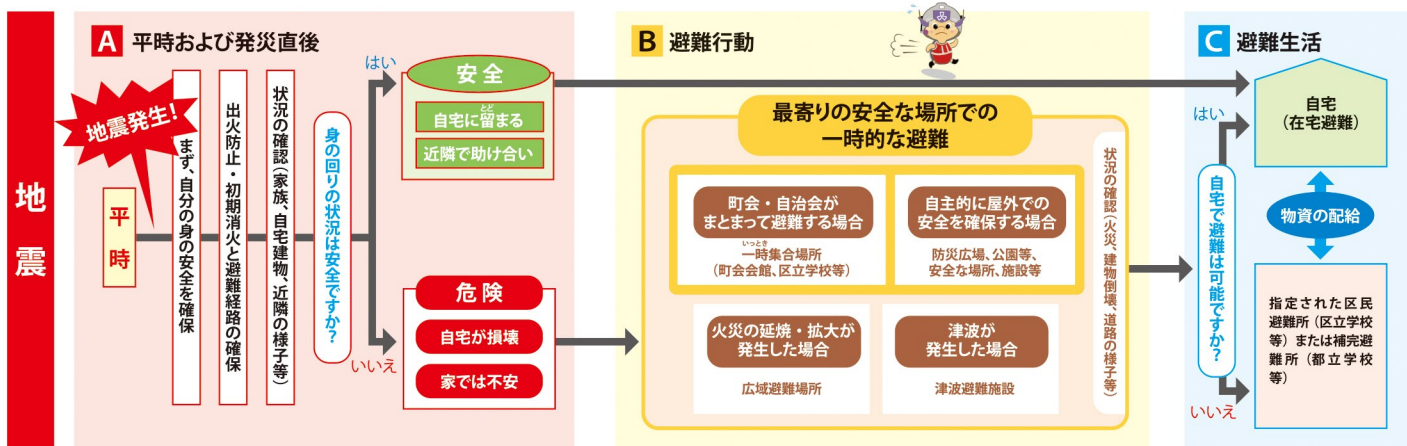 地震
A 平時および発災直後
地震発生!
平時
まず、自分の身の安全を確保
出火防止・初期消火と避難経路の確保
状況の確認(家族、自宅建物、近隣の様子等)
身の回りの状況は安全ですか?
はい
安全
とど
自宅に留まる
近隣で助け合い
いいえ
危険
自宅が損壊
家では不安
B 避難行動
最寄りの安全な場所での
一時的な避難
町会・自治会が
まとまって避難する場合
いっとき
一時集合場所
(町会会館、区立学校等)
自主的に屋外での
安全を確保する場合
防災広場、公園等、
安全な場所、施設等
火災の延焼・拡大が
発生した場合
広域避難場所
津波が
発生した場合
津波避難施設
状況の確認(火災、建物倒壊、道路の様子等)
C 避難生活
自宅で避難は可能ですか?
はい
自宅
(在宅避難)
物資の配給
いいえ
指定された区民
避難所(区立学校
等)または補完避
難所(都立学校
等)